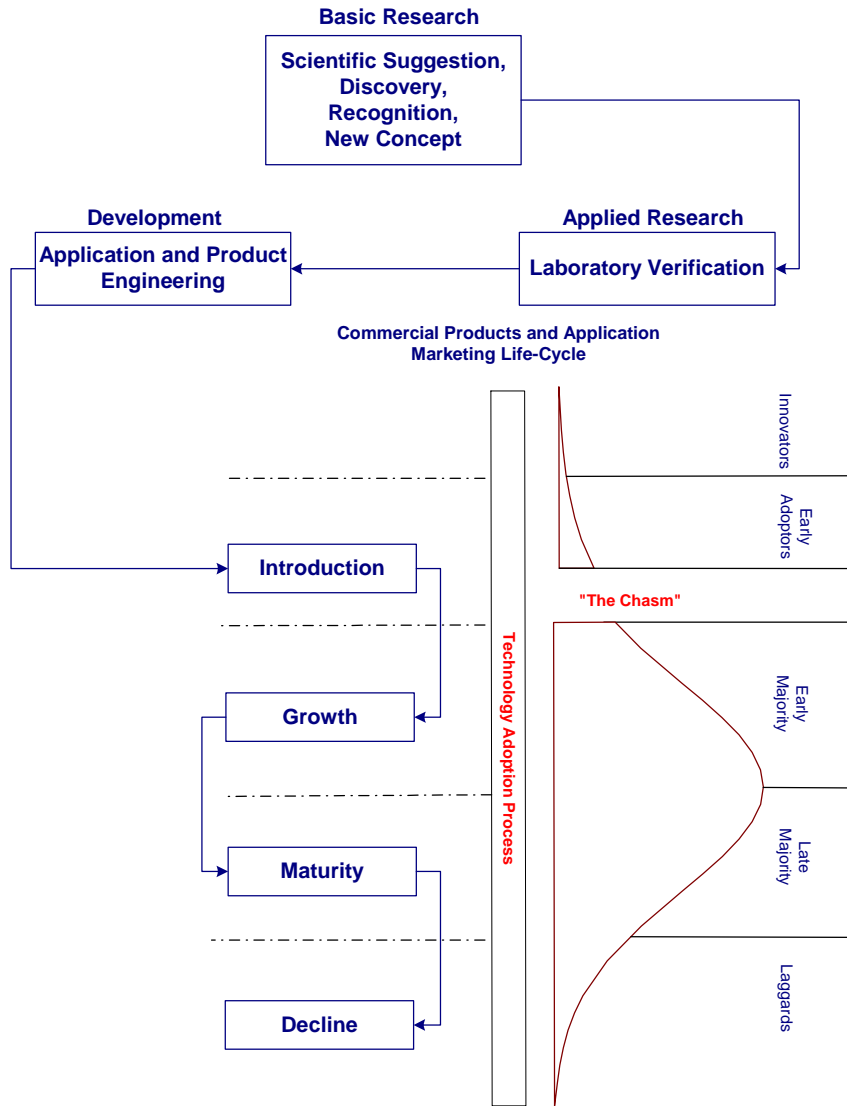 Basic Research
Scientific Suggestion,
Discovery,
Recognition,
New Concept
Development
Application and Product
Engineering
Applied Research
Laboratory Verification
Commercial Products and Application
Marketing Life-Cycle
Innovators
Early
Adoptors
Introduction
"The Chasm"
Technology Adoption Process
Growth
Early
Majority
Maturity
Late
Majority
Decline
Laggards